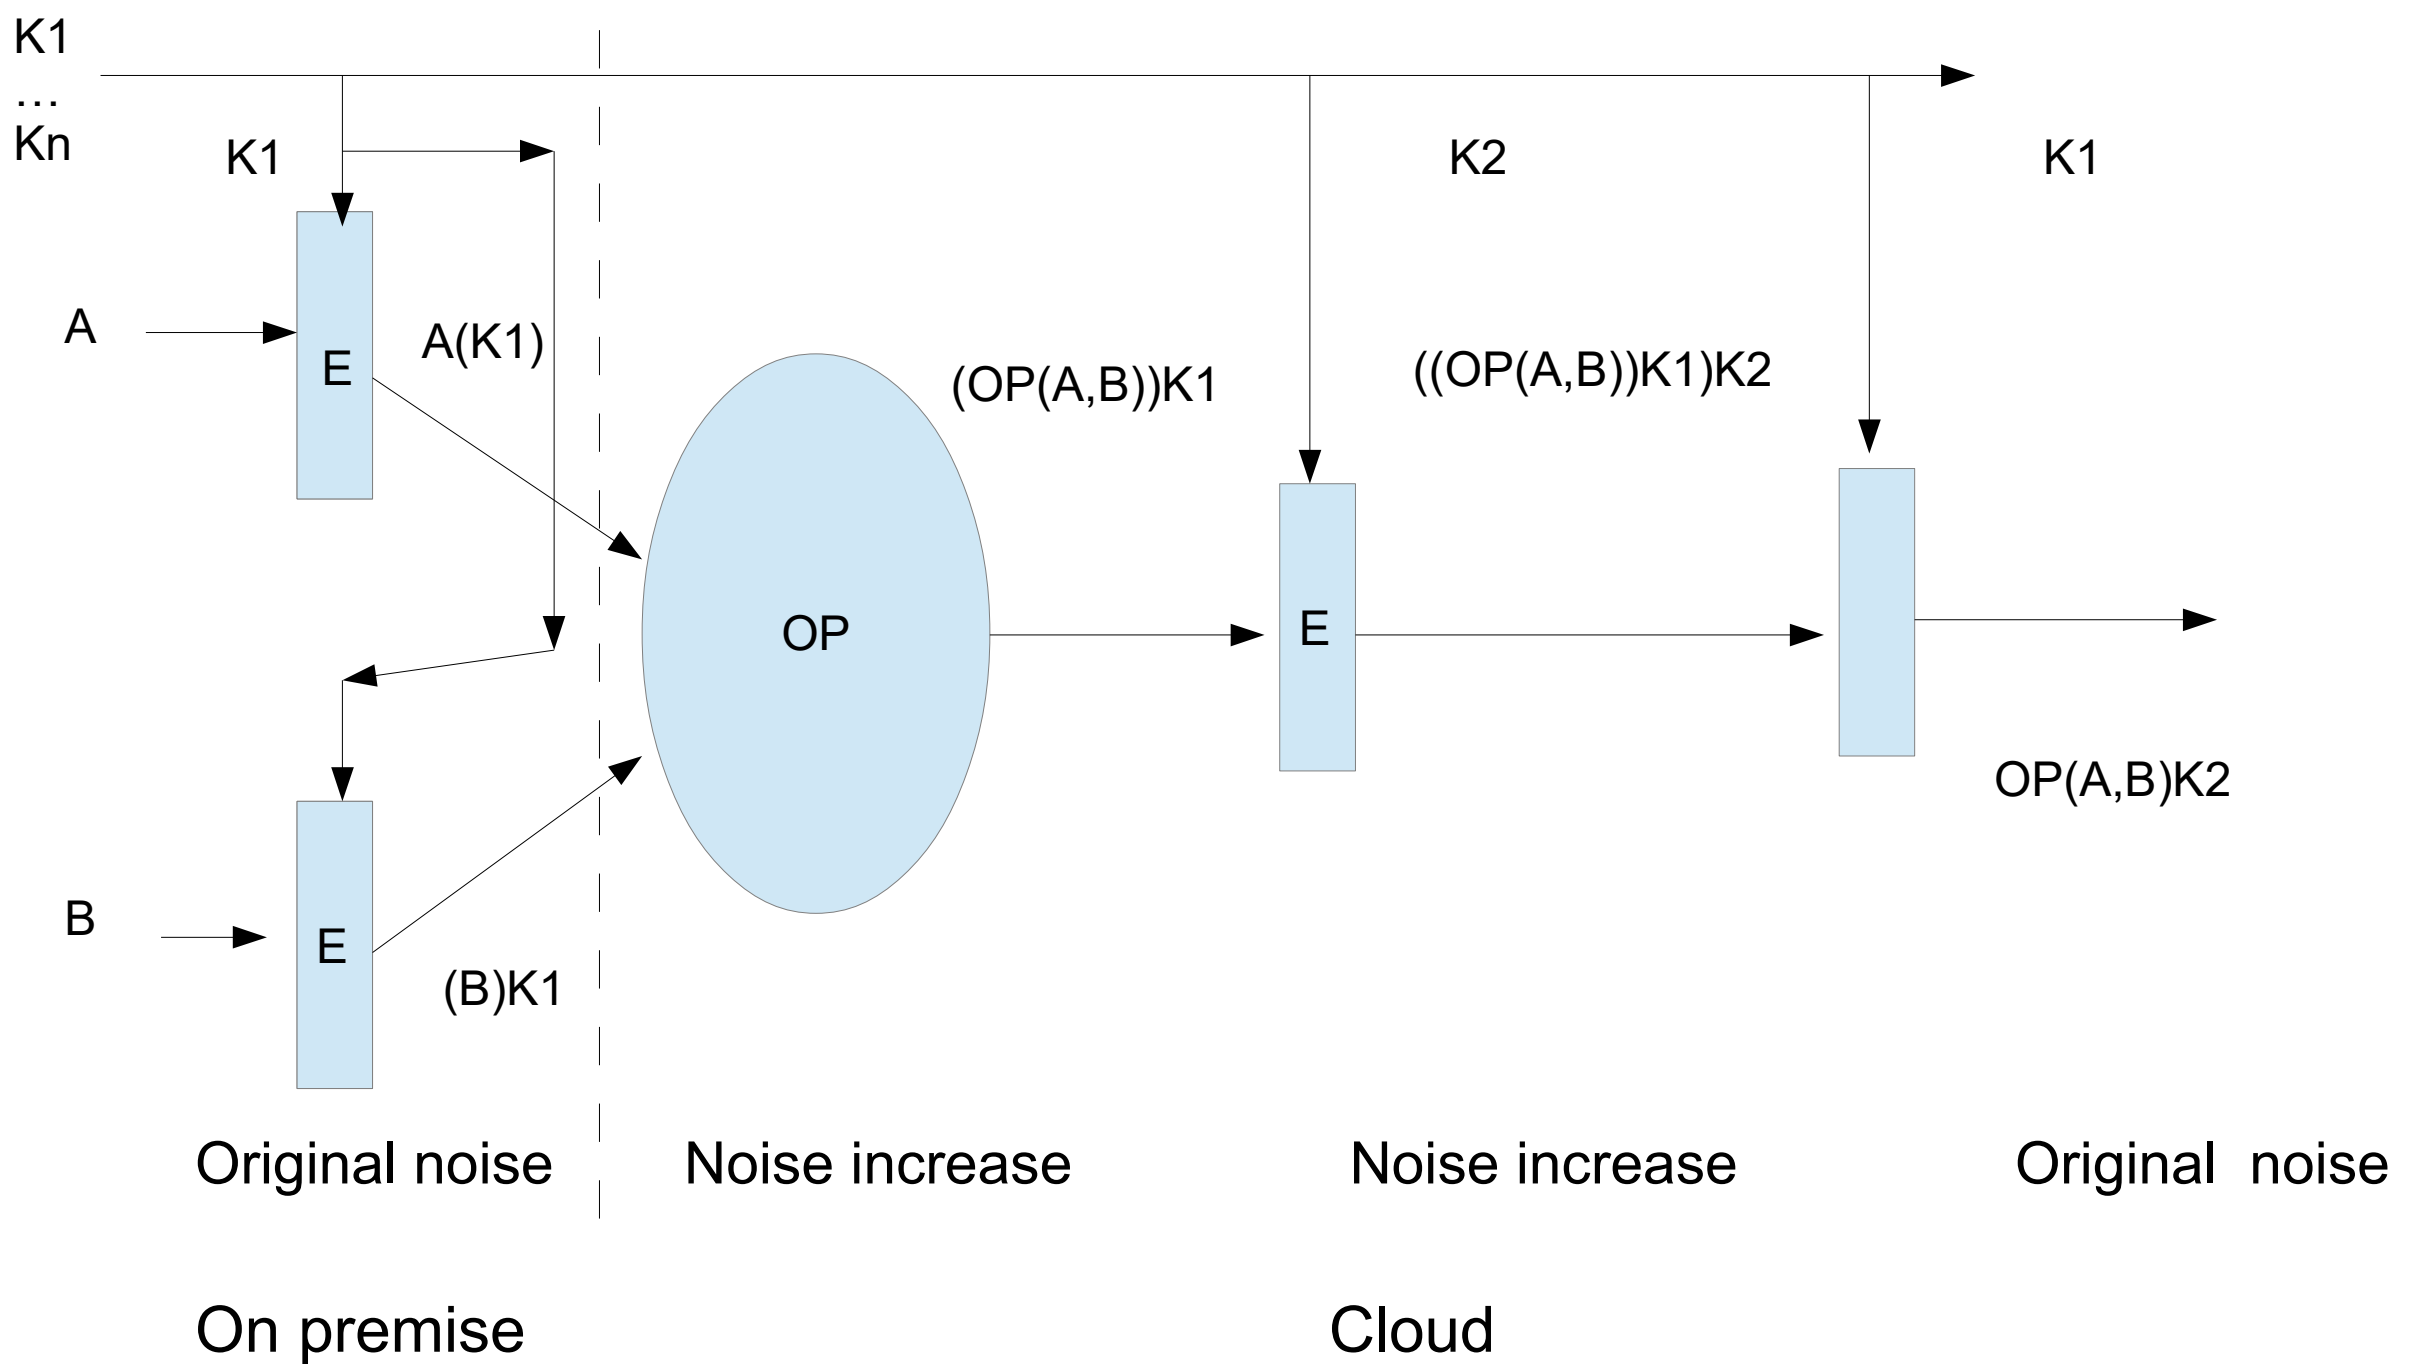 K1
…
Kn
K1
K2
K1
A
E
A(K1)
(OP(A,B))K1
((OP(A,B))K1)K2
OP
E
OP(A,B)K2
B
E
(B)K1
Original noise
Noise increase
Noise increase
Original  noise
On premise
Cloud